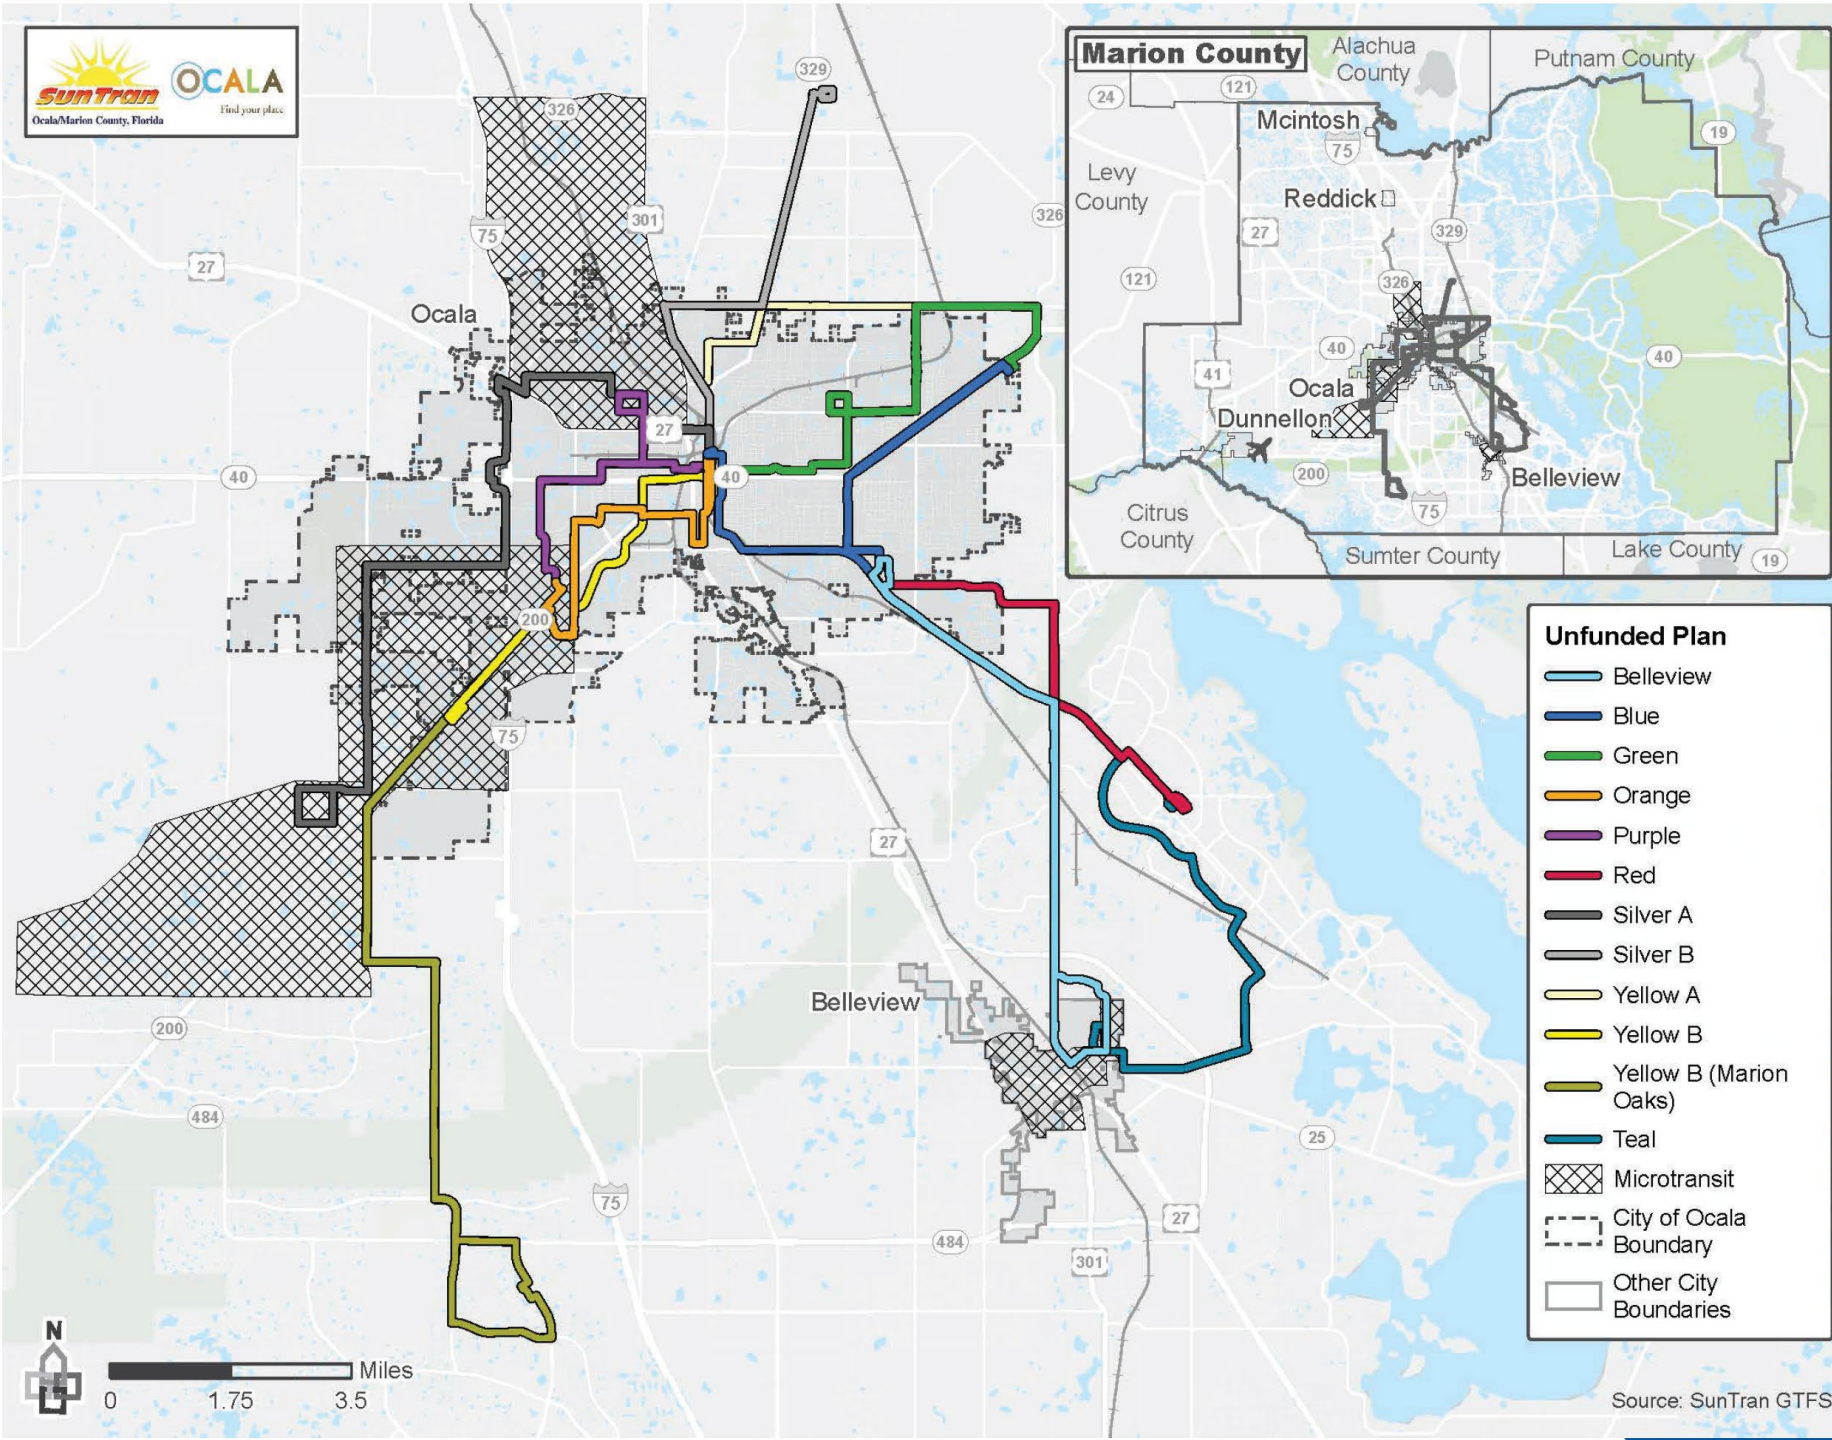 SunTran
Ocala/Marion County, Florida
OCALA
Find your place
329
326
301
75
27
326
Ocala
27
40
40
200
75
27
Belleview
200
484
25
75
484
27
301
N
Miles
0 1.75 3.5
Marion County
Alachua
County
Putnam County
24
121
Mcintosh
75
19
Levy
County
Reddick
27
329
121
326
40
40
41
Ocala
Dunnellon
200
Belleview
75
Citrus
County
Sumter County
Lake County
19
Unfunded Plan
Belleview
Blue
Green
Orange
Purple
Red
Silver A
Silver B
Yellow A
Yellow B
Yellow B (Marion
Oaks)
Teal
Microtransit
City of Ocala
Boundary
Other City
Boundaries
Source: SunTran GTFS